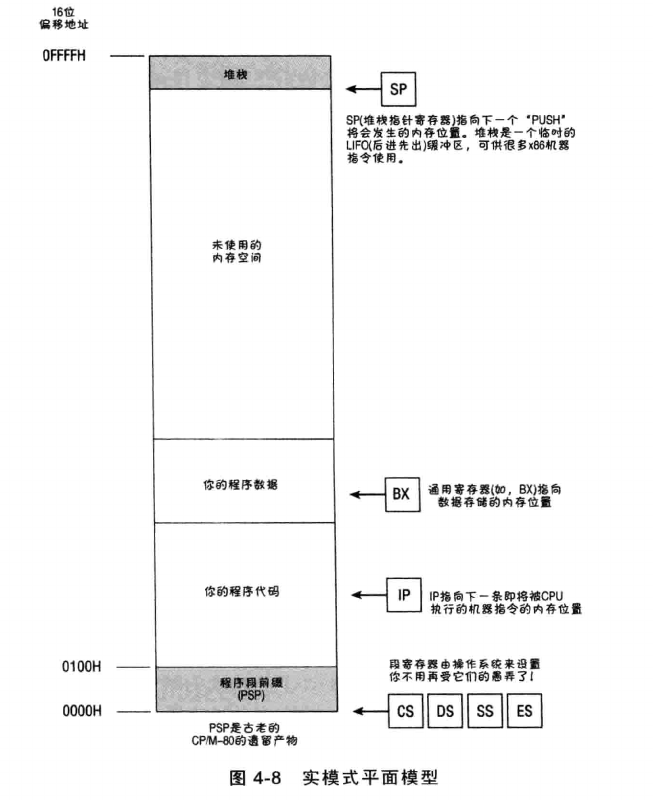 16位
偏移地址
0FFFFH
堆栈
SP
SP(堆栈指针寄存器)指向下一个“PUSH”
将会发生的内存位置。堆栈是一个临时的
LIFO(后进先出)缓冲区，可供很多x86机器
指令使用。
未使用的
内存空间
你的程序数据
BX
通用寄存器(如，BX)指向
数据存储的内存位置
你的程序代码
IP
IP指向下一条即将被CPU
执行的机器指令的内存位置
0100H
程序段前缀
(PSP)
0000H
段寄存器由操作系统来设置
你不用再受它们的愚弄了!
CS DS SS ES
PSP是古老的
CP/M-80的遗留产物
图 4-8 实模式平面模型